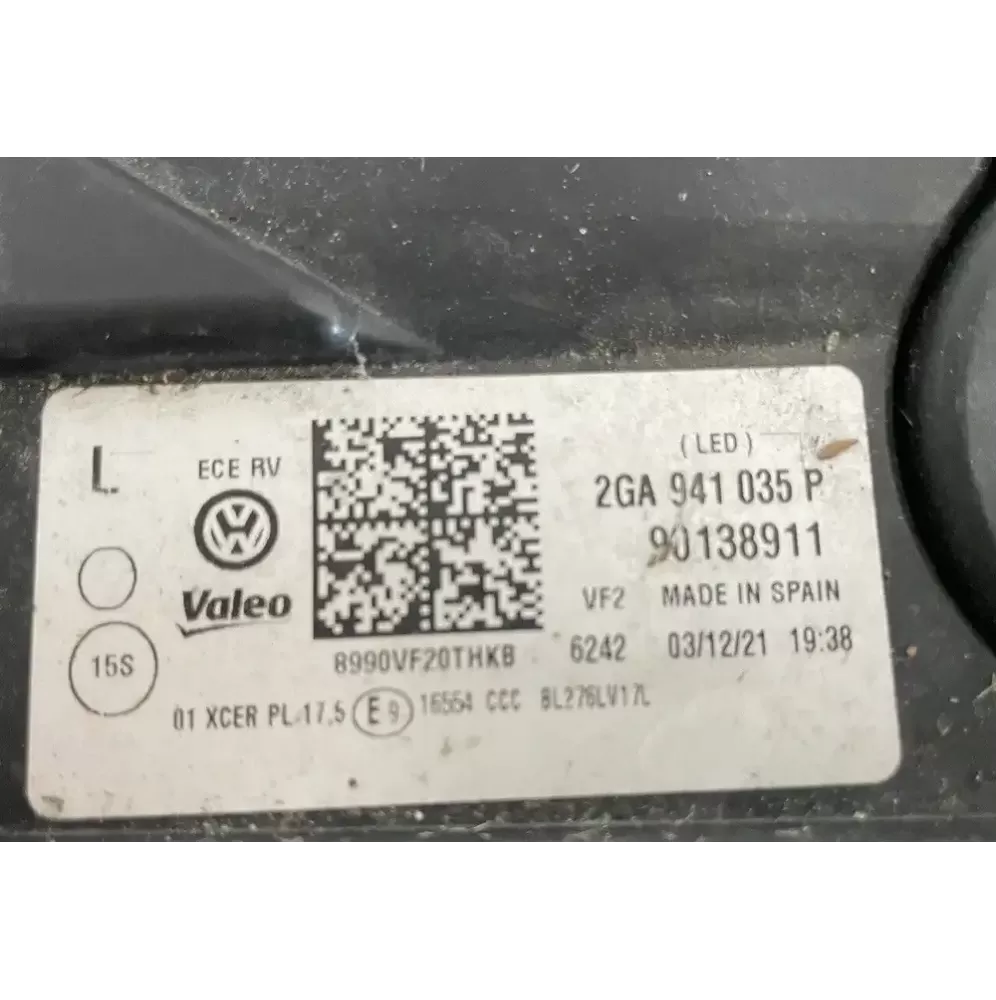 (LED)
L
ECE RV
2GA 941 035 P
90138911
Valeo
VF2 MADE IN SPAIN
15S
8990VF20THKB 6242 03/12/21 19:38
01 XCER PL 17,5 E9 16554 CCC BL276LV17L